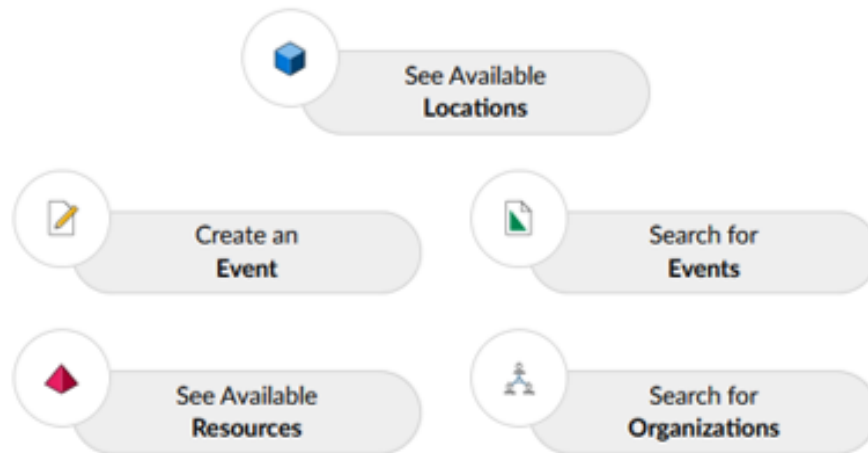 See Available
Locations
Create an
Event
Search for
Events
See Available
Resources
Search for
Organizations